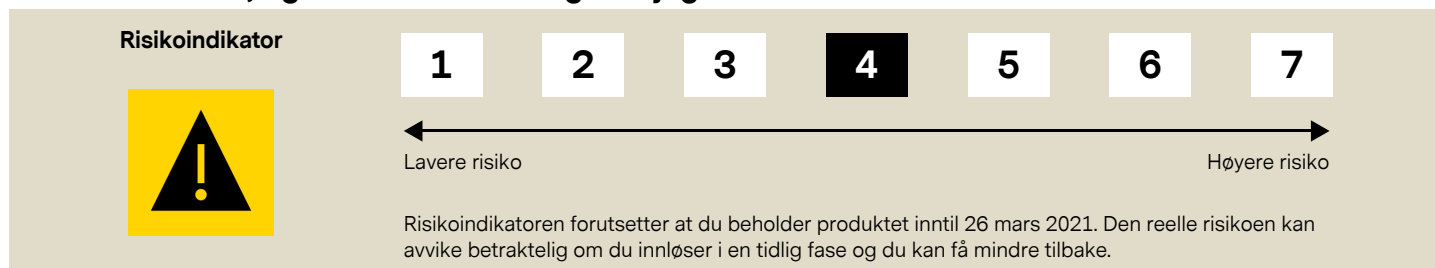 Risikoindikator
1 2 3 4 5 6 7
Lavere risiko Høyere risiko
Risikoindikatoren forutsetter at du beholder produktet inntil 26 mars 2021. Den reelle risikoen kan
avvike betraktelig om du innløser i en tidlig fase og du kan få mindre tilbake.